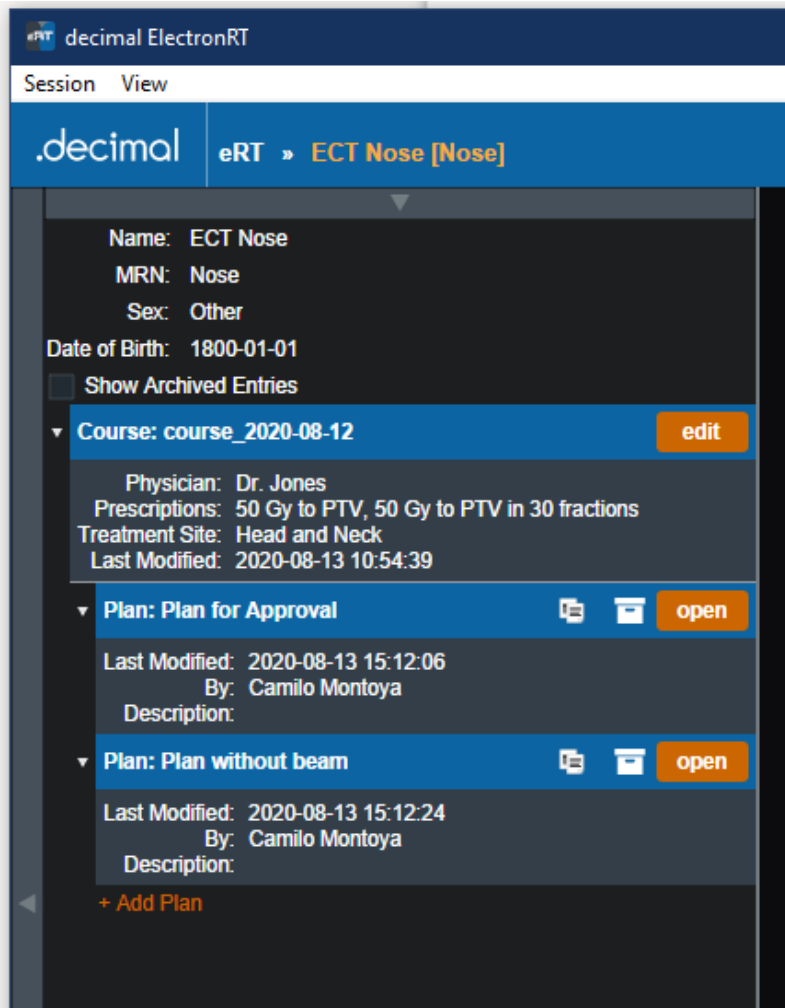 eRT decimal ElectronRT
Session View
.decimal eRT » ECT Nose [Nose]
Name: ECT Nose
MRN: Nose
Sex: Other
Date of Birth: 1800-01-01
Show Archived Entries
Course: course_2020-08-12 edit
Physician: Dr. Jones
Prescriptions: 50 Gy to PTV, 50 Gy to PTV in 30 fractions
Treatment Site: Head and Neck
Last Modified: 2020-08-13 10:54:39
Plan: Plan for Approval open
Last Modified: 2020-08-13 15:12:06
By: Camilo Montoya
Description:
Plan: Plan without beam open
Last Modified: 2020-08-13 15:12:24
By: Camilo Montoya
Description:
+ Add Plan